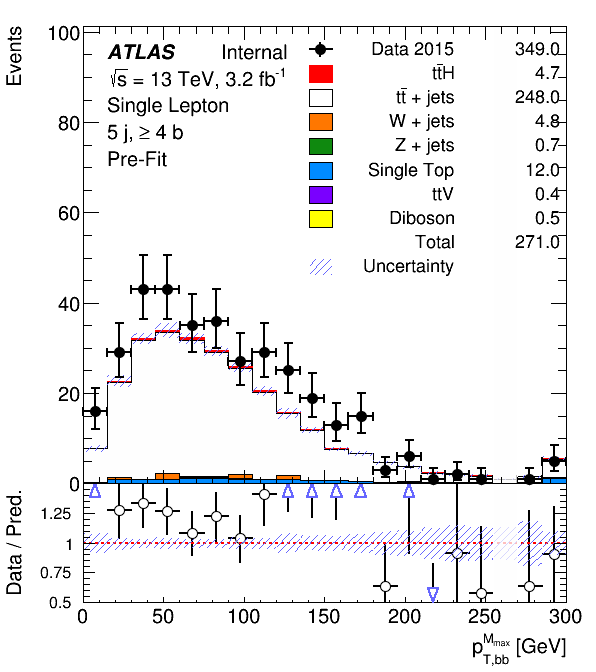 Events
100
80
60
40
20
0
ATLAS Internal
√s = 13 TeV, 3.2 fb⁻¹
Single Lepton
5 j, ≥ 4 b
Pre-Fit
Data 2015 349.0
tt̄H 4.7
tt̄ + jets 248.0
W + jets 4.8
Z + jets 0.7
Single Top 12.0
ttV 0.4
Diboson 0.5
Total 271.0
Uncertainty
Data / Pred.
1.25
1
0.75
0.5
0 50 100 150 200 250 300
p_{T,bb}^{M_{max}} [GeV]